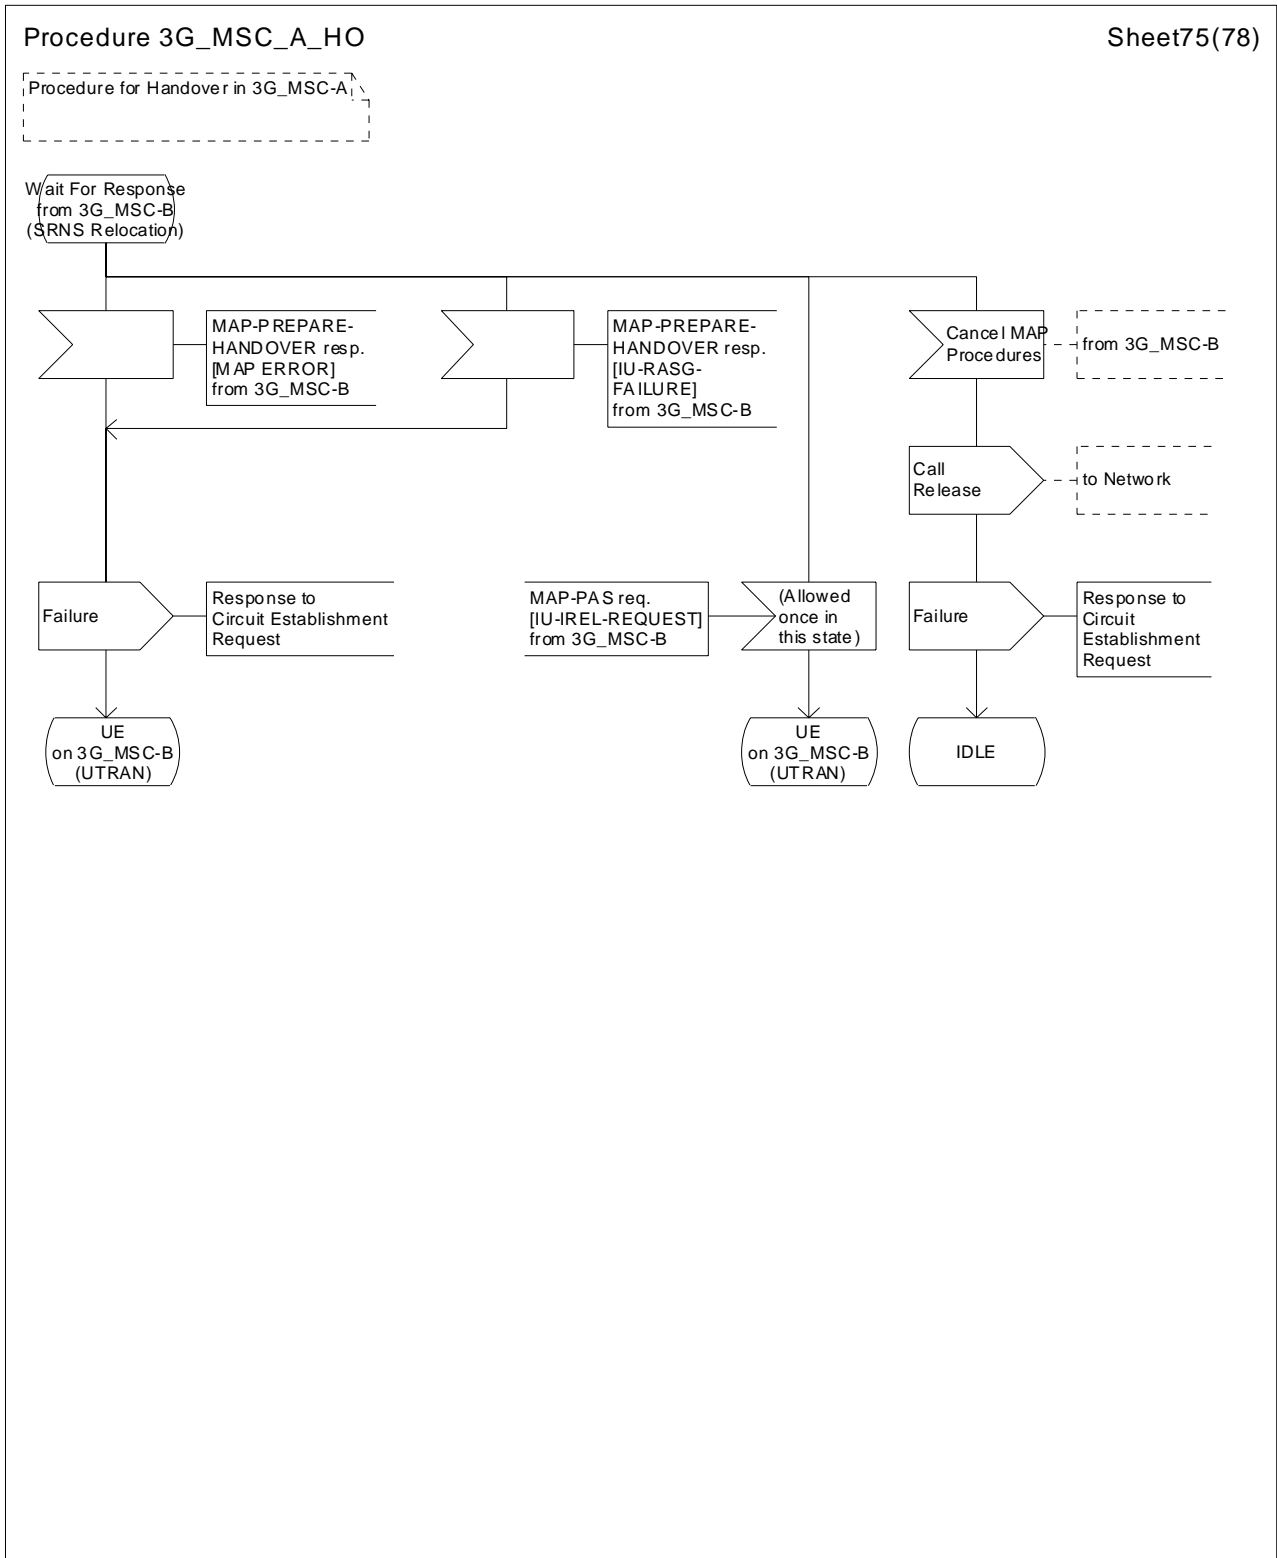 Procedure 3G_MSC_A_HO
Sheet75(78)
Procedure for Handover in 3G_MSC-A
Wait For Response
from 3G_MSC-B
(SRNS Relocation)
MAP-PREPARE-
HANDOVER resp.
[MAP ERROR]
from 3G_MSC-B
MAP-PREPARE-
HANDOVER resp.
[IU-RASG-
FAILURE]
from 3G_MSC-B
Cancel MAP
Procedures
from 3G_MSC-B
Call
Release
to Network
Failure
Response to
Circuit Establishment
Request
MAP-PAS req.
[IU-IREL-REQUEST]
from 3G_MSC-B
(Allowed
once in
this state)
Failure
Response to
Circuit
Establishment
Request
UE
on 3G_MSC-B
(UTRAN)
UE
on 3G_MSC-B
(UTRAN)
IDLE